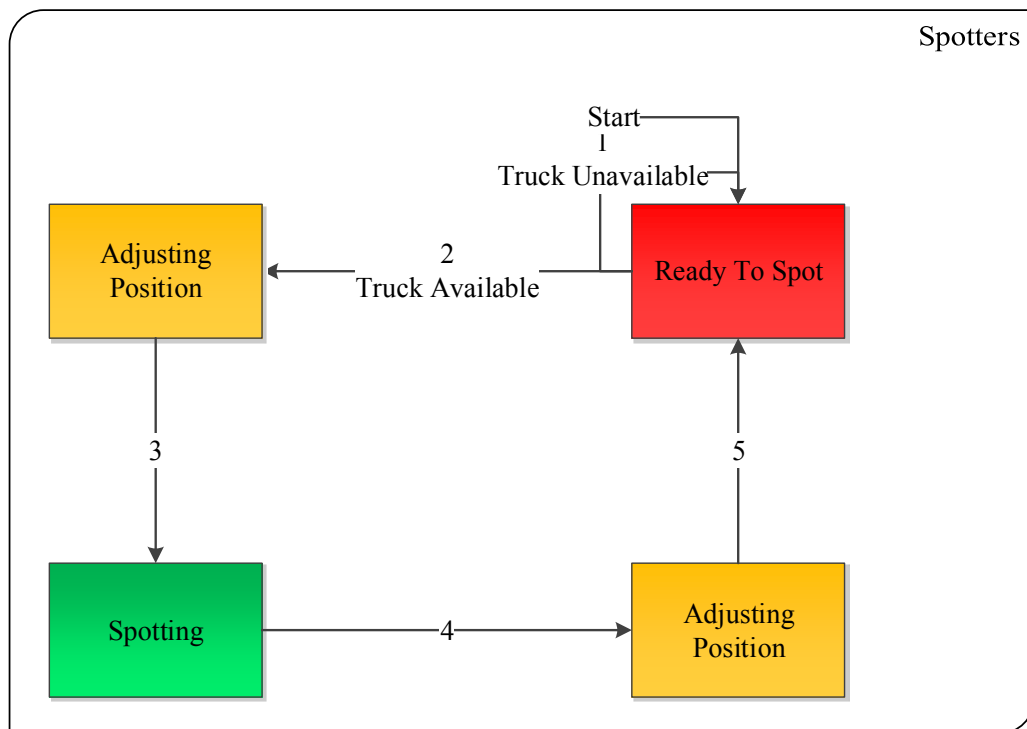 Spotters
Start
1
Truck Unavailable
Adjusting
Position
2
Truck Available
Ready To Spot
3
5
Spotting
4
Adjusting
Position